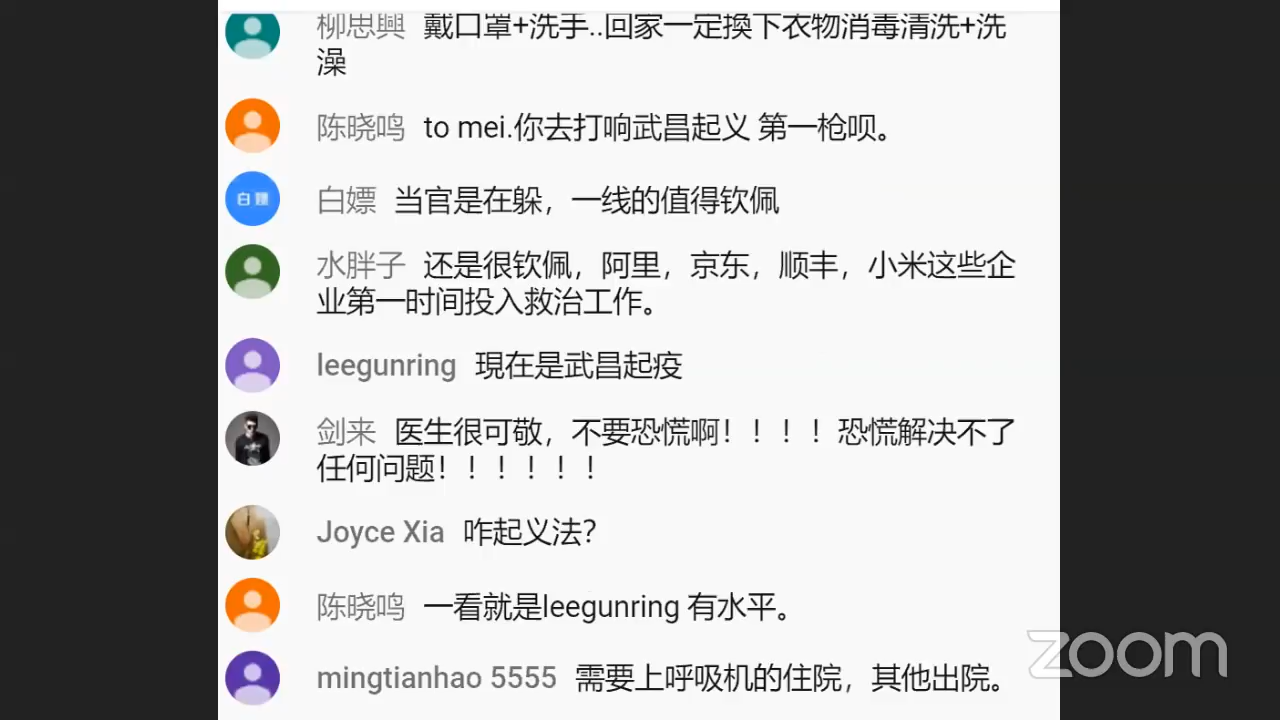 柳思興 戴口罩+洗手..回家一定換下衣物消毒清洗+洗
澡
陈晓鸣 to mei.你去打响武昌起义 第一枪呗。
白嫖 当官是在躲，一线的值得钦佩
水胖子 还是很钦佩，阿里，京东，顺丰，小米这些企
业第一时间投入救治工作。
leegunring 現在是武昌起疫
剑来 医生很可敬，不要恐慌啊！！！！恐慌解决不了
任何问题！！！！！！
Joyce Xia 咋起义法？
陈晓鸣 一看就是leegunring 有水平。
mingtianhao 5555 需要上呼吸机的住院，其他出院。
zoom